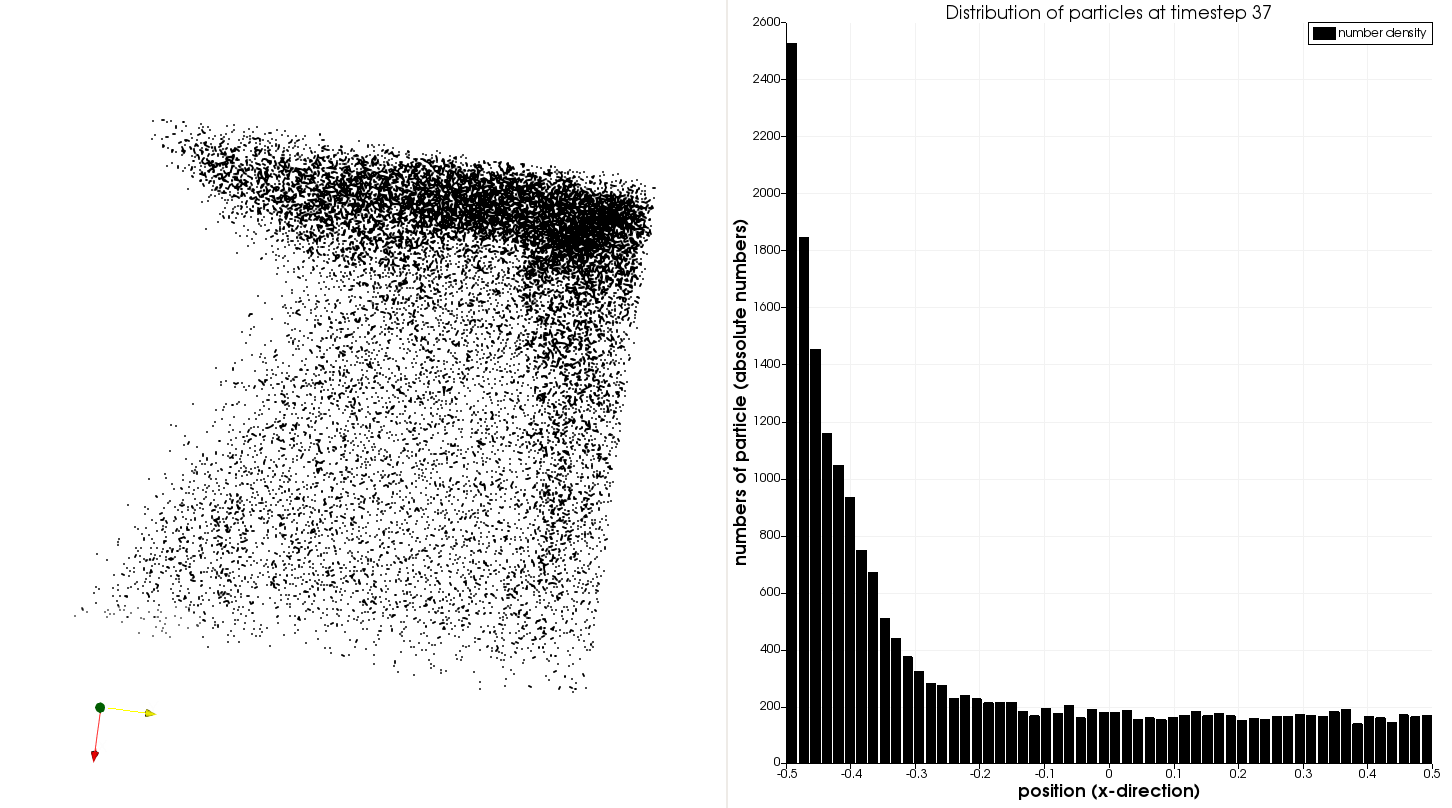 Distribution of particles at timestep 37
number density
numbers of particle (absolute numbers)
2600
2400
2200
2000
1800
1600
1400
1200
1000
800
600
400
200
0
-0.5 -0.4 -0.3 -0.2 -0.1 0 0.1 0.2 0.3 0.4 0.5
position (x-direction)